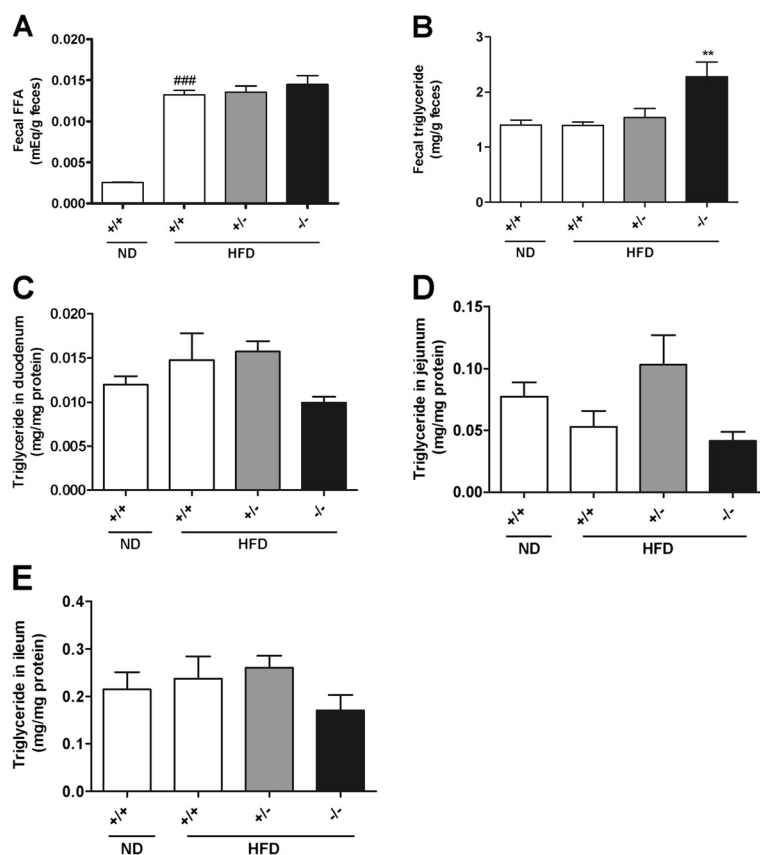 A
Fecal FFA
(mEq/g feces)
0.020
0.015
0.010
0.005
0.000
###
+/+
+/+
+/-
-/-
ND
HFD
B
Fecal triglyceride
(mg/g feces)
3
2
1
0
**
+/+
+/+
+/-
-/-
ND
HFD
C
Triglyceride in duodenum
(mg/mg protein)
0.020
0.015
0.010
0.005
0.000
+/+
+/+
+/-
-/-
ND
HFD
D
Triglyceride in jejunum
(mg/mg protein)
0.15
0.10
0.05
0.00
+/+
+/+
+/-
-/-
ND
HFD
E
Triglyceride in ileum
(mg/mg protein)
0.4
0.3
0.2
0.1
0.0
+/+
+/+
+/-
-/-
ND
HFD